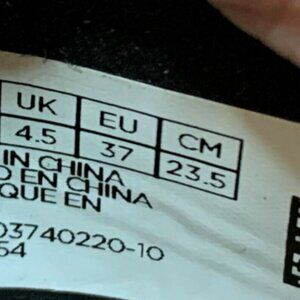 UK EU CM
4.5 37 23.5
IN CHINA
EN CHINA
QUE EN
03740220-10
54